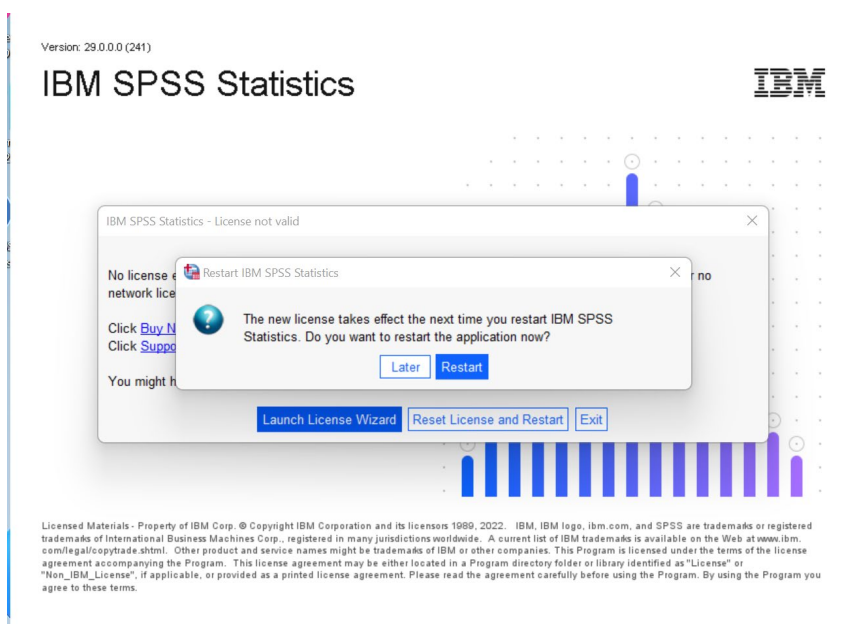 Version: 29.0.0.0 (241)
IBM SPSS Statistics
IBM
IBM SPSS Statistics - License not valid
No license
Restart IBM SPSS Statistics
r no
network lice
The new license takes effect the next time you restart IBM SPSS
Statistics. Do you want to restart the application now?
Click Buy N
Click Suppo
Later Restart
You might h
Launch License Wizard Reset License and Restart Exit
Licensed Materials - Property of IBM Corp. © Copyright IBM Corporation and its licensors 1989, 2022. IBM, IBM logo, ibm.com, and SPSS are trademarks or registered
trademarks of International Business Machines Corp., registered in many jurisdictions worldwide. A current list of IBM trademarks is available on the Web at www.ibm.
com/legal/copytrade.shtml. Other product and service names might be trademarks of IBM or other companies. This Program is licensed under the terms of the license
agreement accompanying the Program. This license agreement may be either located in a Program directory folder or library identified as "License" or
"Non_IBM_License", if applicable, or provided as a printed license agreement. Please read the agreement carefully before using the Program. By using the Program you
agree to these terms.